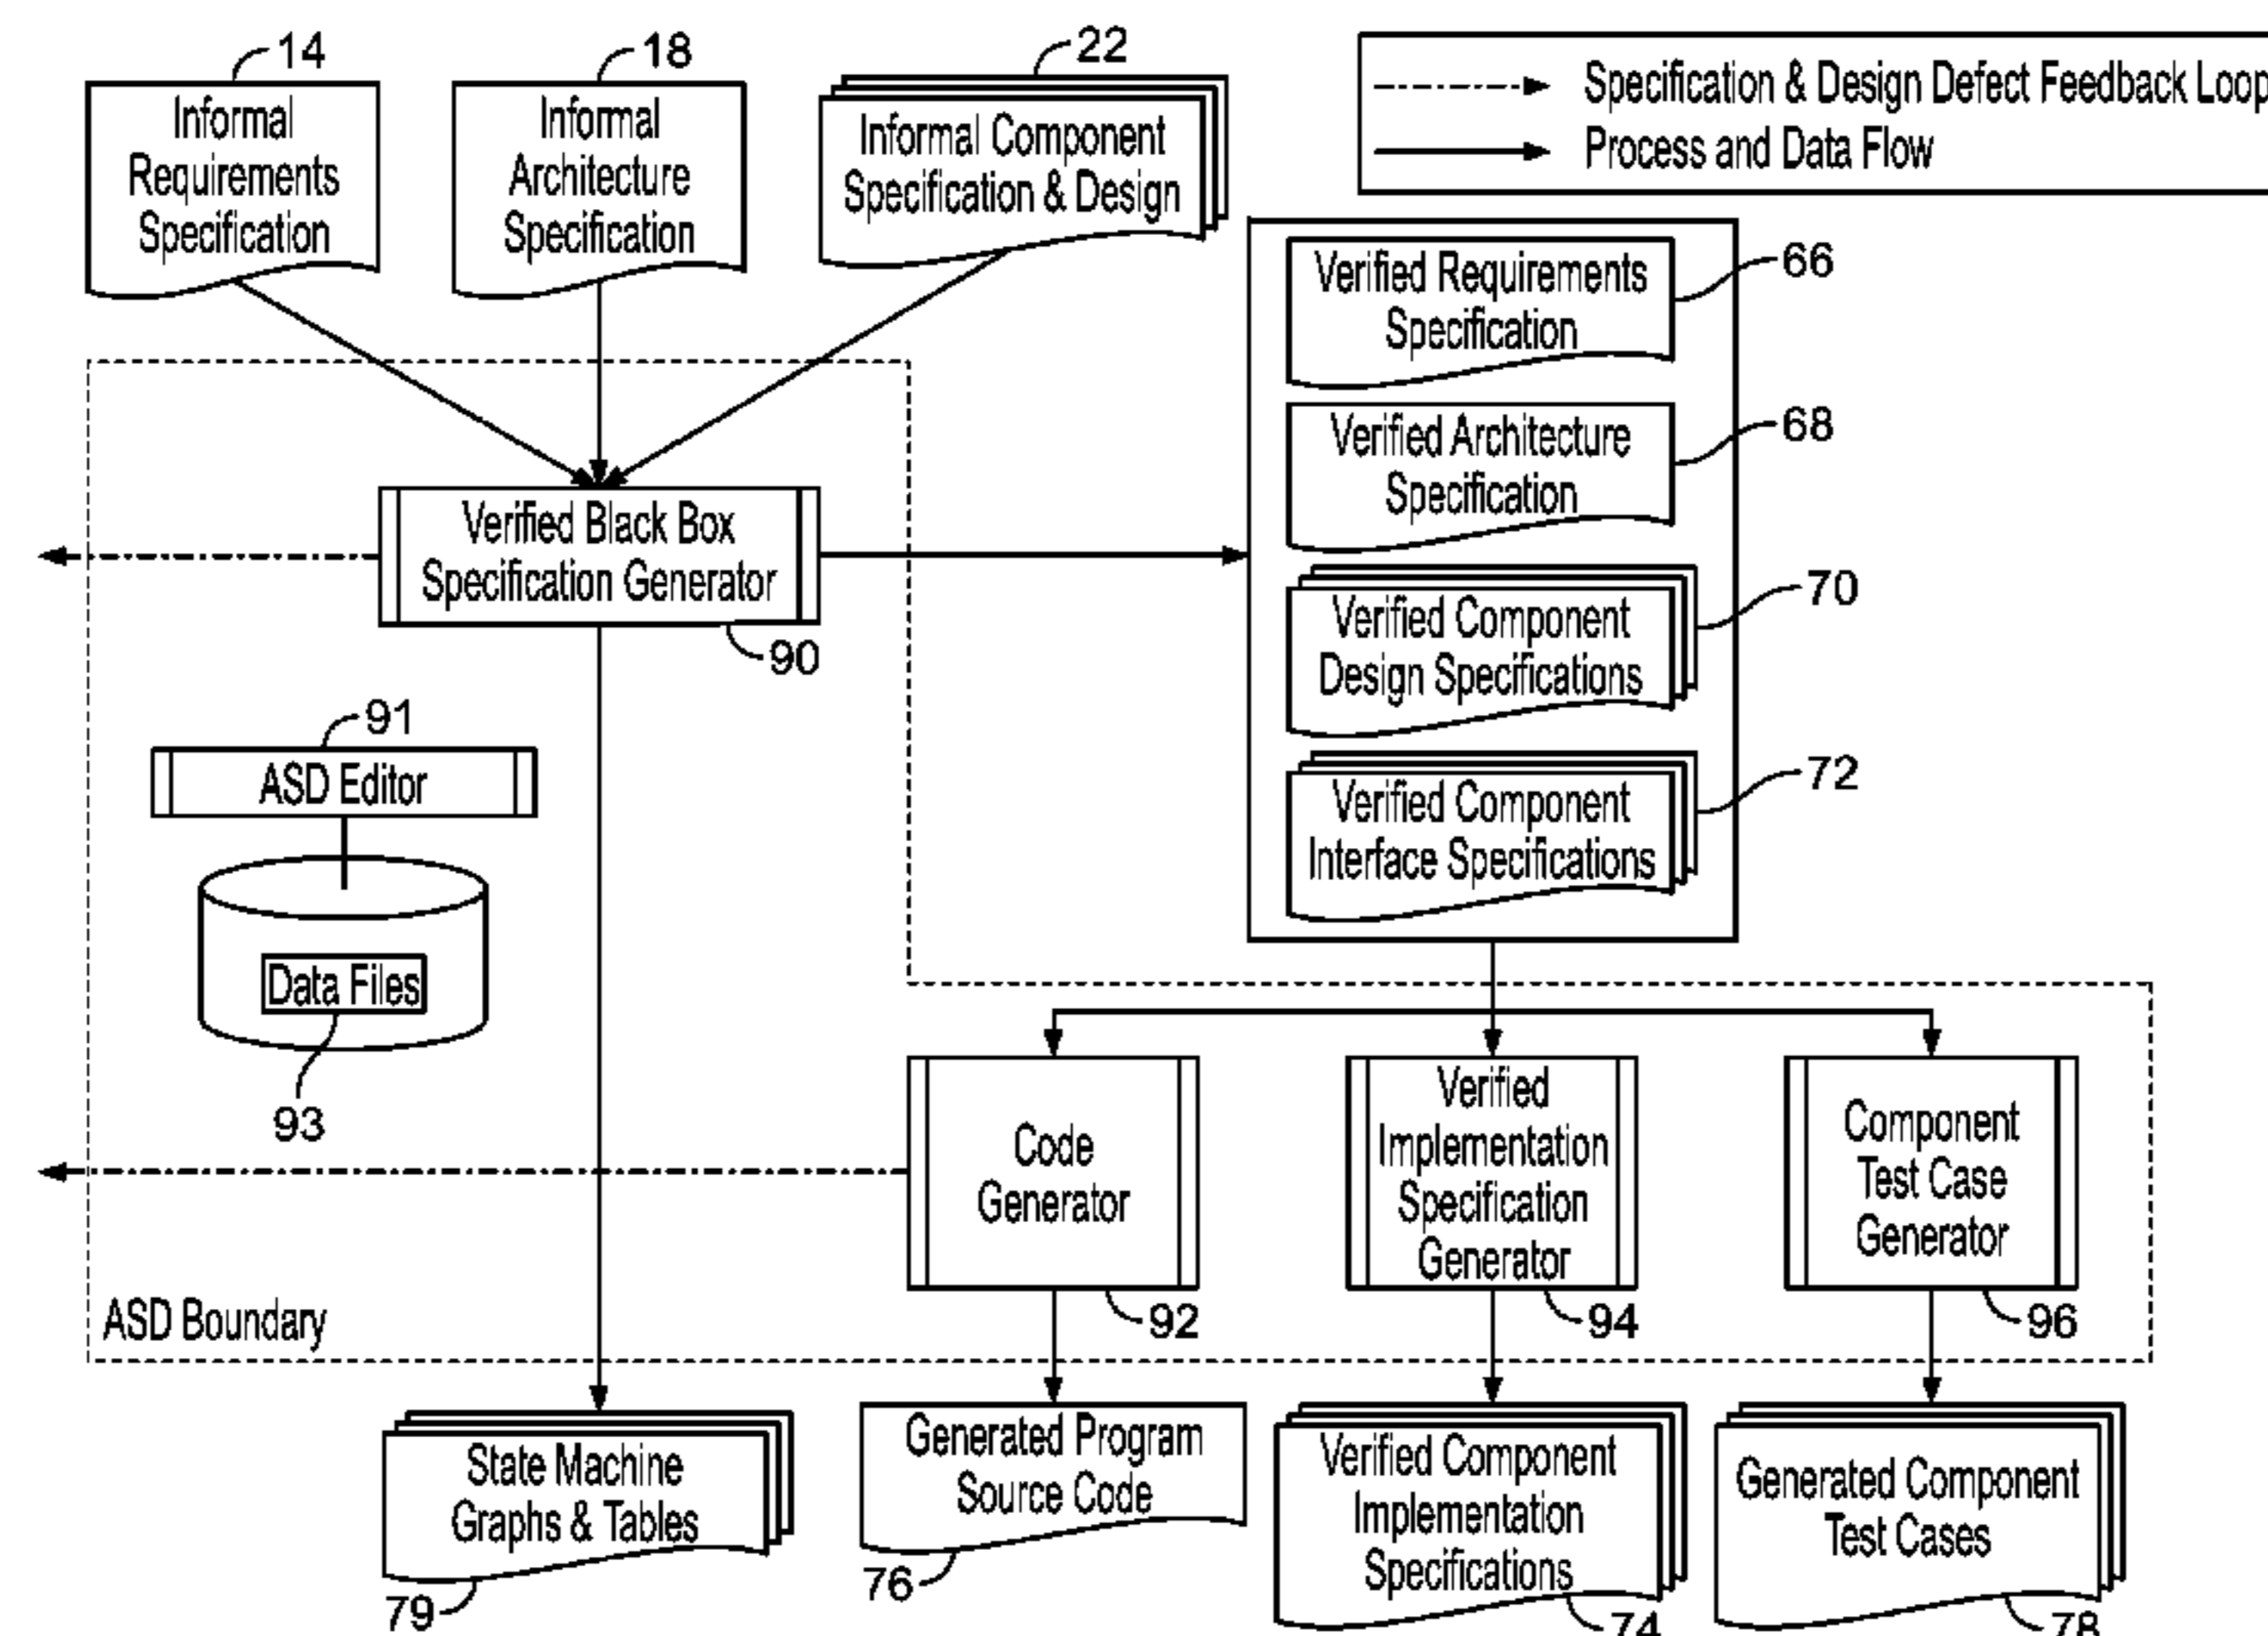 14
18
22
Informal
Requirements
Specification
Informal
Architecture
Specification
Informal Component
Specification & Design
Specification & Design Defect Feedback Loop
Process and Data Flow
Verified Requirements
Specification
66
Verified Architecture
Specification
68
Verified Black Box
Specification Generator
90
Verified Component
Design Specifications
70
91
ASD Editor
Verified Component
Interface Specifications
72
Data Files
93
Code
Generator
92
Verified
Implementation
Specification
Generator
94
Component
Test Case
Generator
96
ASD Boundary
State Machine
Graphs & Tables
79
Generated Program
Source Code
76
Verified Component
Implementation
Specifications
74
Generated Component
Test Cases
78